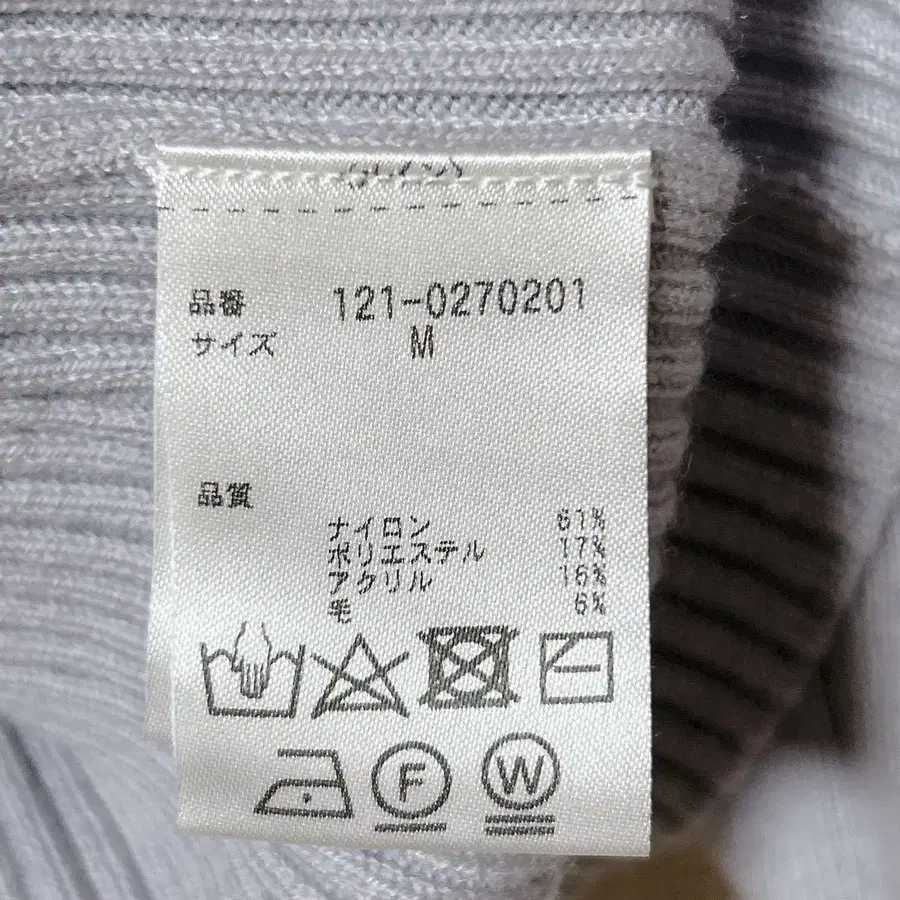 品番 121-0270201
サイズ M
品質
ナイロン 61%
ポリエステル 17%
アクリル 16%
毛 6%
F W